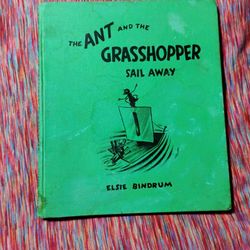 THE ANT AND THE
GRASSHOPPER
SAIL AWAY
ELSIE BINDRUM